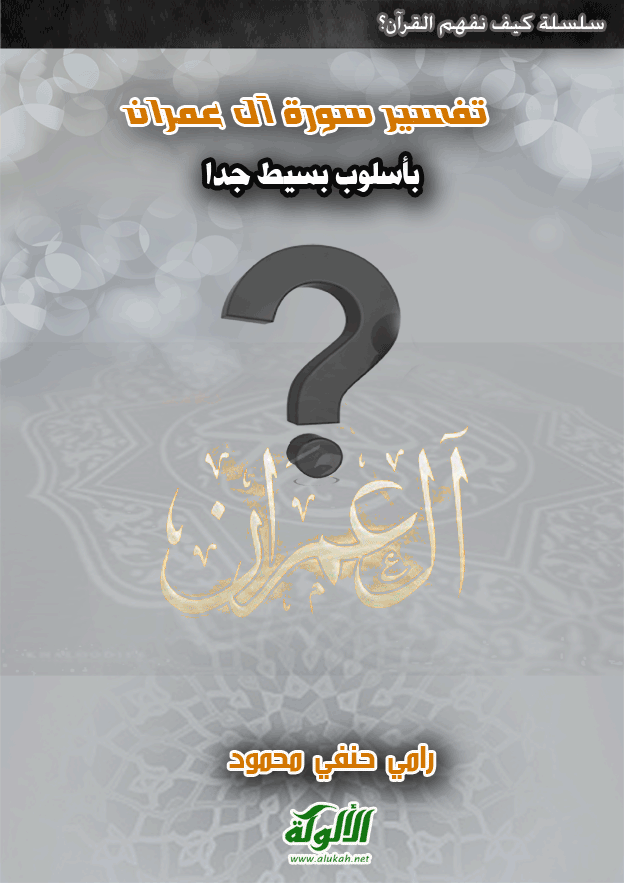 سلسلة كيف نفهم القرآن؟
تفسير سورة آل عمران
بأسلوب بسيط جدا
?
آل عمران
رامي حنفي محمود
الألوكة
www.alukah.net